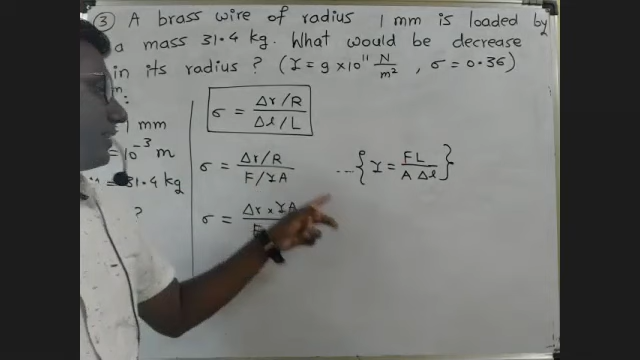 ③ A brass wire of radius 1 mm is loaded by
a mass 31.4 kg. What would be decrease
in its radius ? (Y = 9 × 10¹¹ N/m² , σ = 0.36)
1 mm
= 10⁻³ m
= 31.4 kg
?
σ = (Δr/R) / (Δl/L)
σ = (Δr/R) / (F/YA) ... { Y = FL / (A Δl) }
σ = (Δr × YA) / F